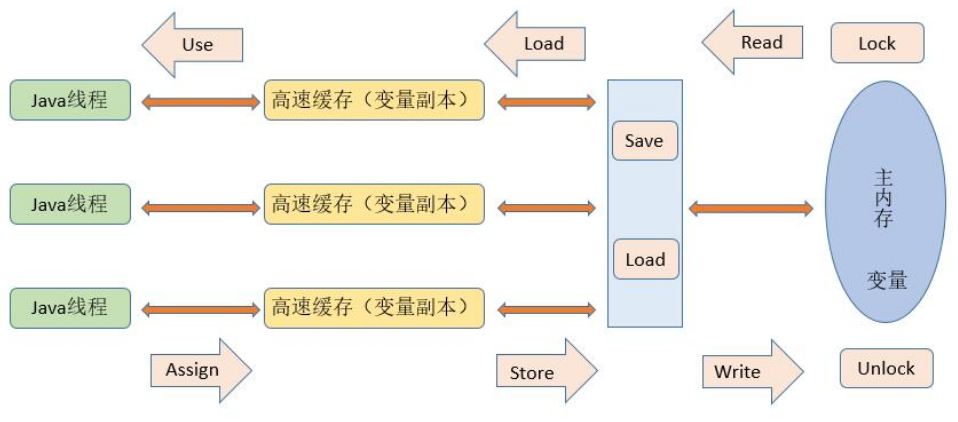 Use
Load
Read
Lock
Java线程
高速缓存（变量副本）
Save
Java线程
高速缓存（变量副本）
主内存
变量
Load
Java线程
高速缓存（变量副本）
Assign
Store
Write
Unlock